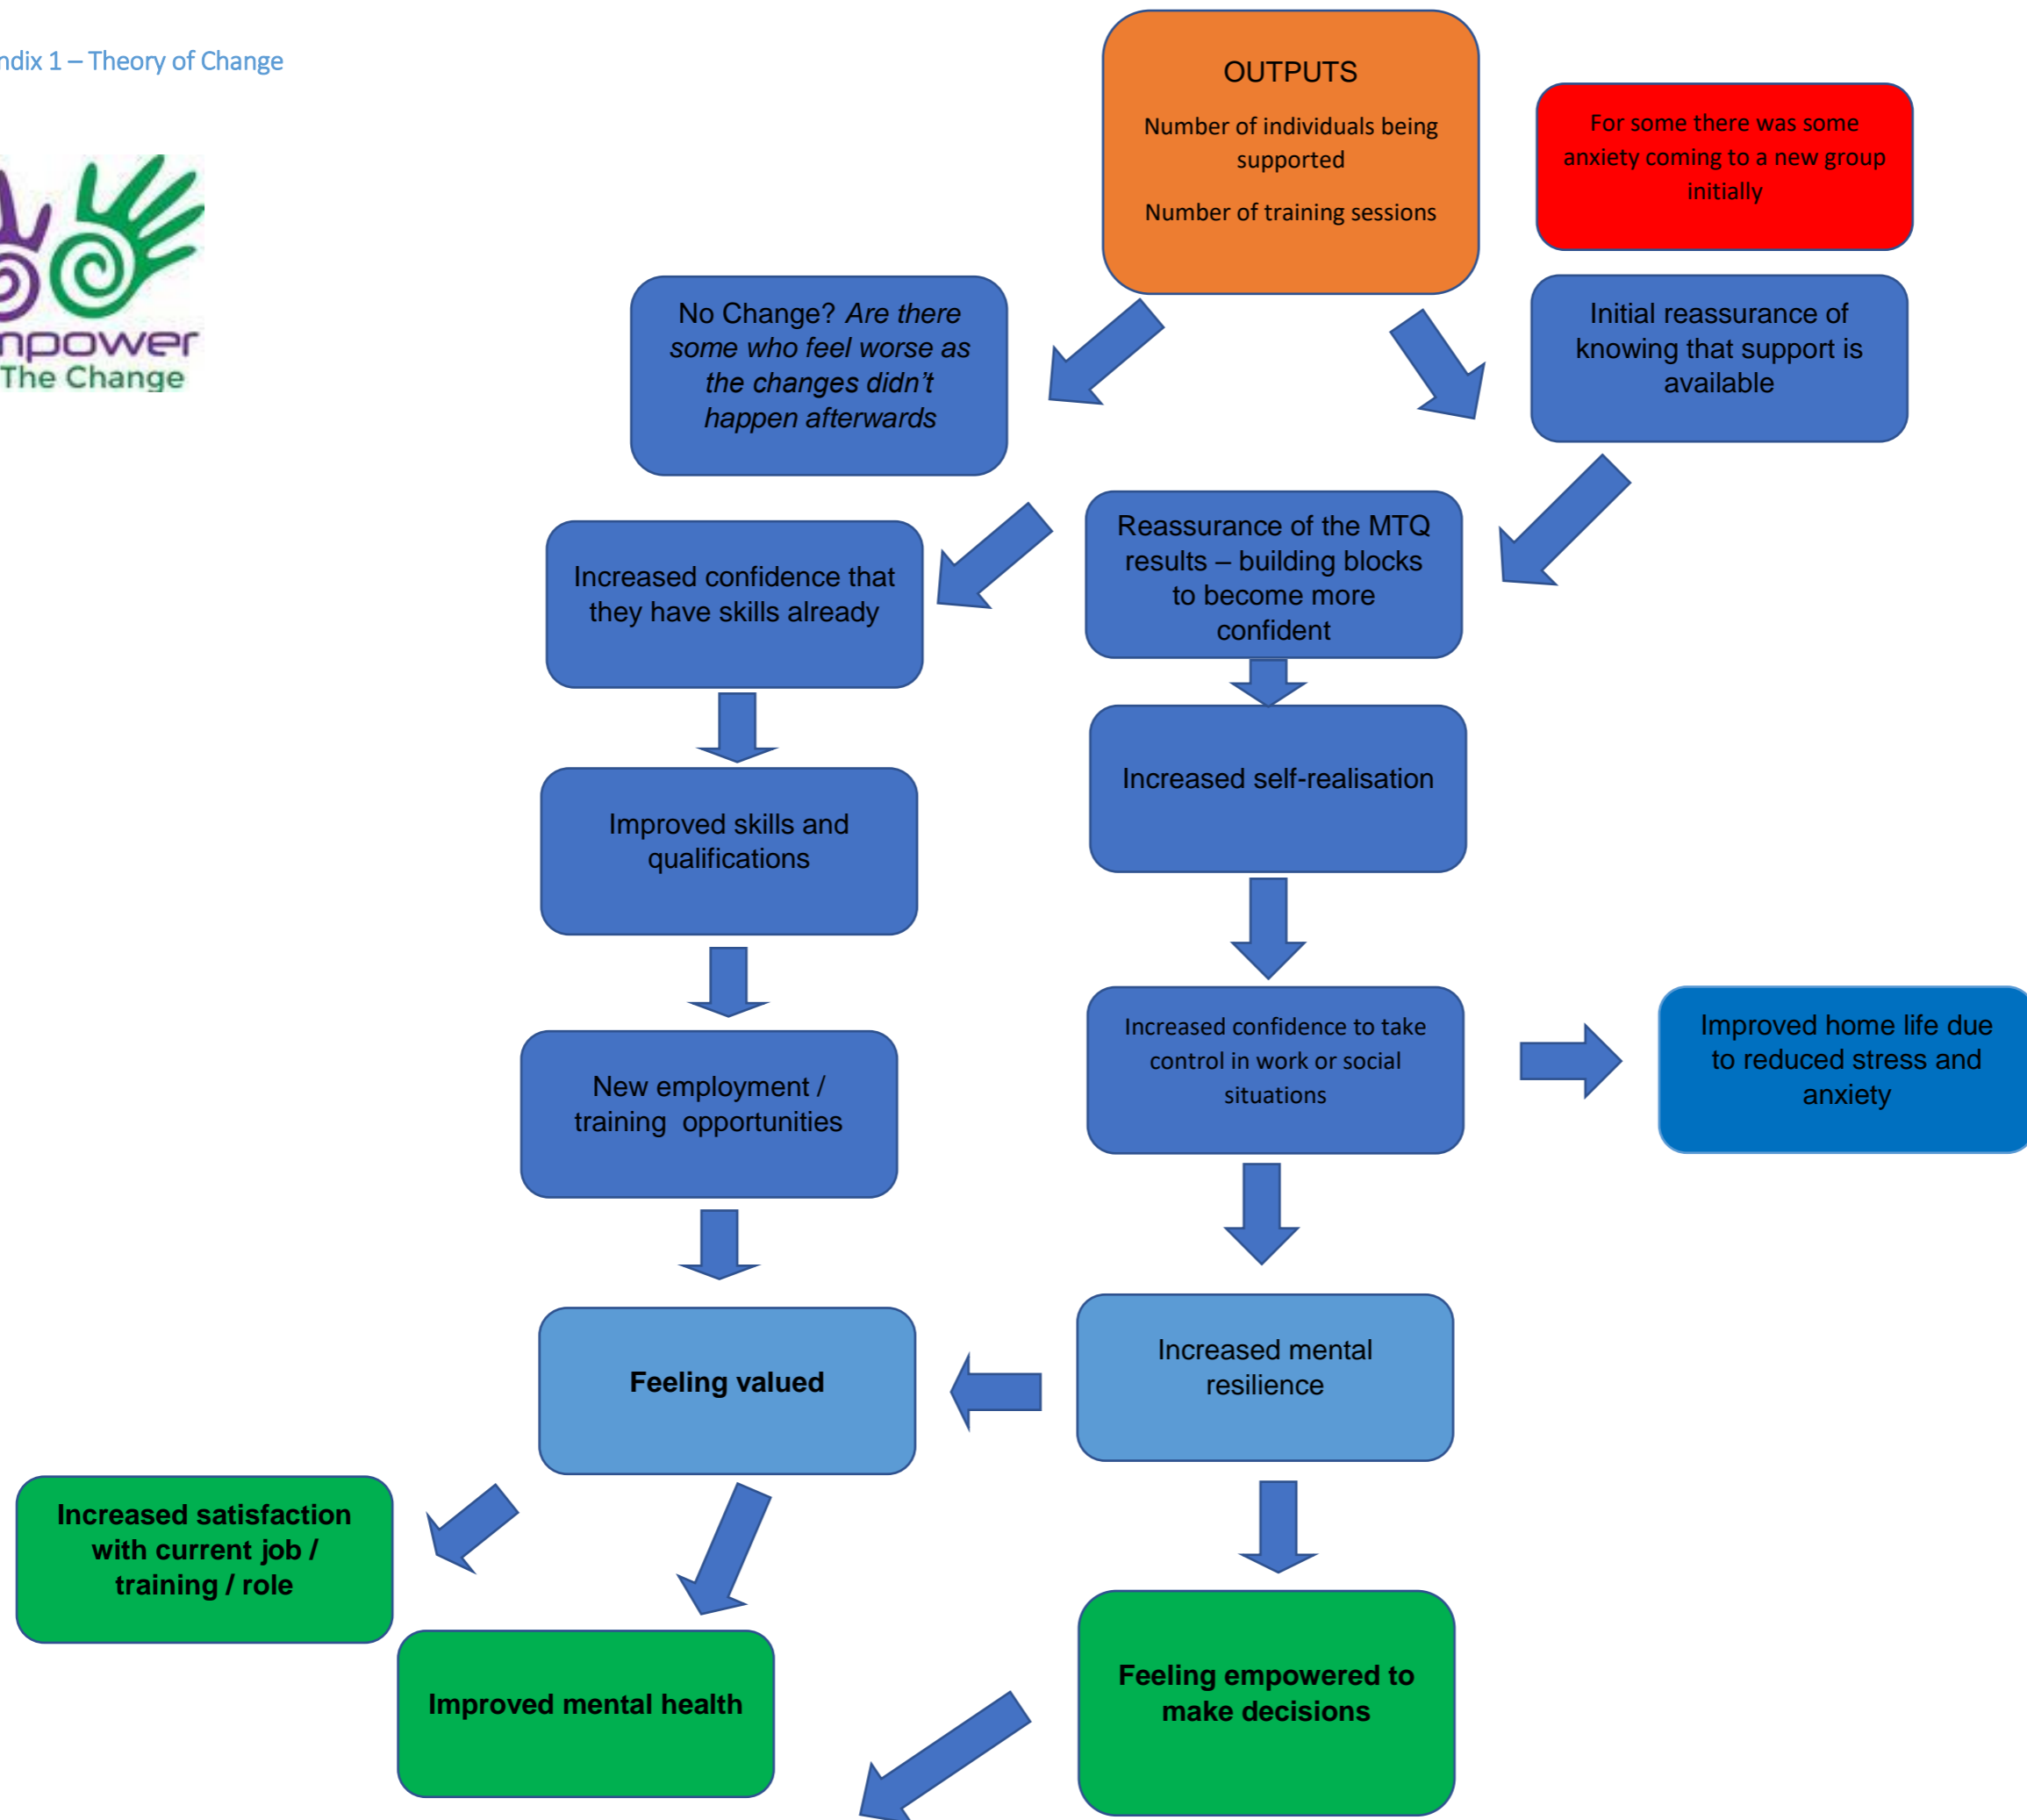 ndix 1 – Theory of Change
npower
The Change
OUTPUTS
Number of individuals being
supported
Number of training sessions
For some there was some
anxiety coming to a new group
initially
No Change? Are there
some who feel worse as
the changes didn't
happen afterwards
Initial reassurance of
knowing that support is
available
Increased confidence that
they have skills already
Reassurance of the MTQ
results – building blocks
to become more
confident
Improved skills and
qualifications
Increased self-realisation
New employment /
training  opportunities
Increased confidence to take
control in work or social
situations
Improved home life due
to reduced stress and
anxiety
Feeling valued
Increased mental
resilience
Increased satisfaction
with current job /
training / role
Improved mental health
Feeling empowered to
make decisions